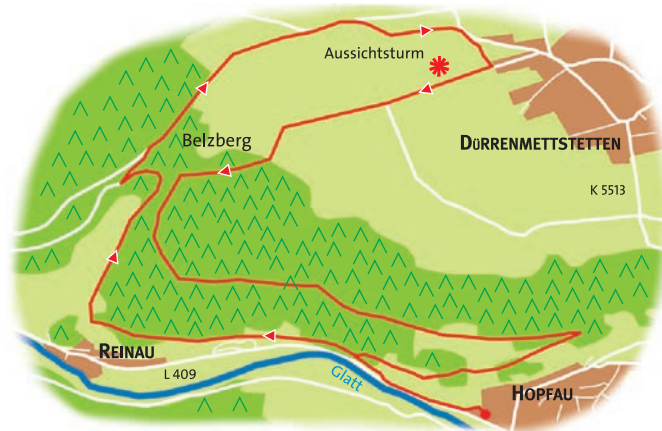 Aussichtsturm
Belzberg
DÜRRENMETTSTETTEN
K 5513
REINAU
L 409
Glatt
HOPFAU